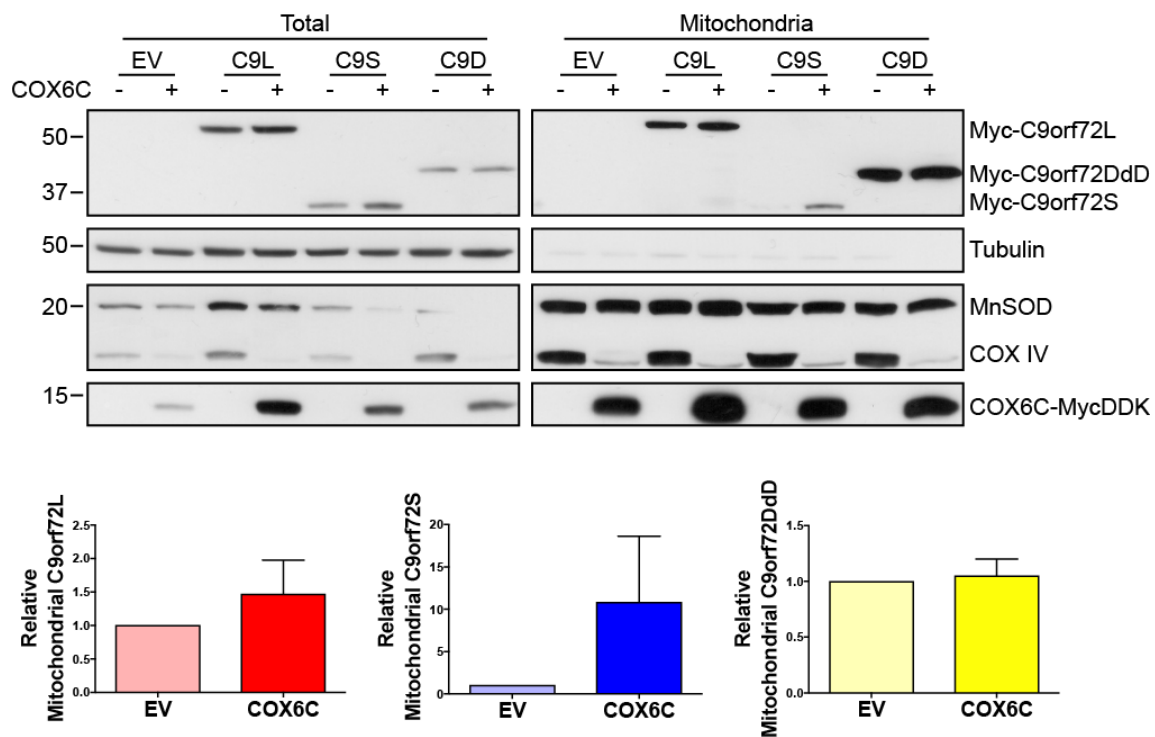 Total Mitochondria
EV C9L C9S C9D EV C9L C9S C9D
COX6C - + - + - + - + - + - + - + - +
50 Myc-C9orf72L
Myc-C9orf72DdD
37 Myc-C9orf72S
50 Tubulin
20 MnSOD
COX IV
15 COX6C-MycDDK
Relative
Mitochondrial C9orf72L
2.5
2.0
1.5
1.0
0.5
0.0
EV COX6C
Relative
Mitochondrial C9orf72S
20
15
10
5
0
EV COX6C
Relative
Mitochondrial C9orf72DdD
1.5
1.0
0.5
0.0
EV COX6C